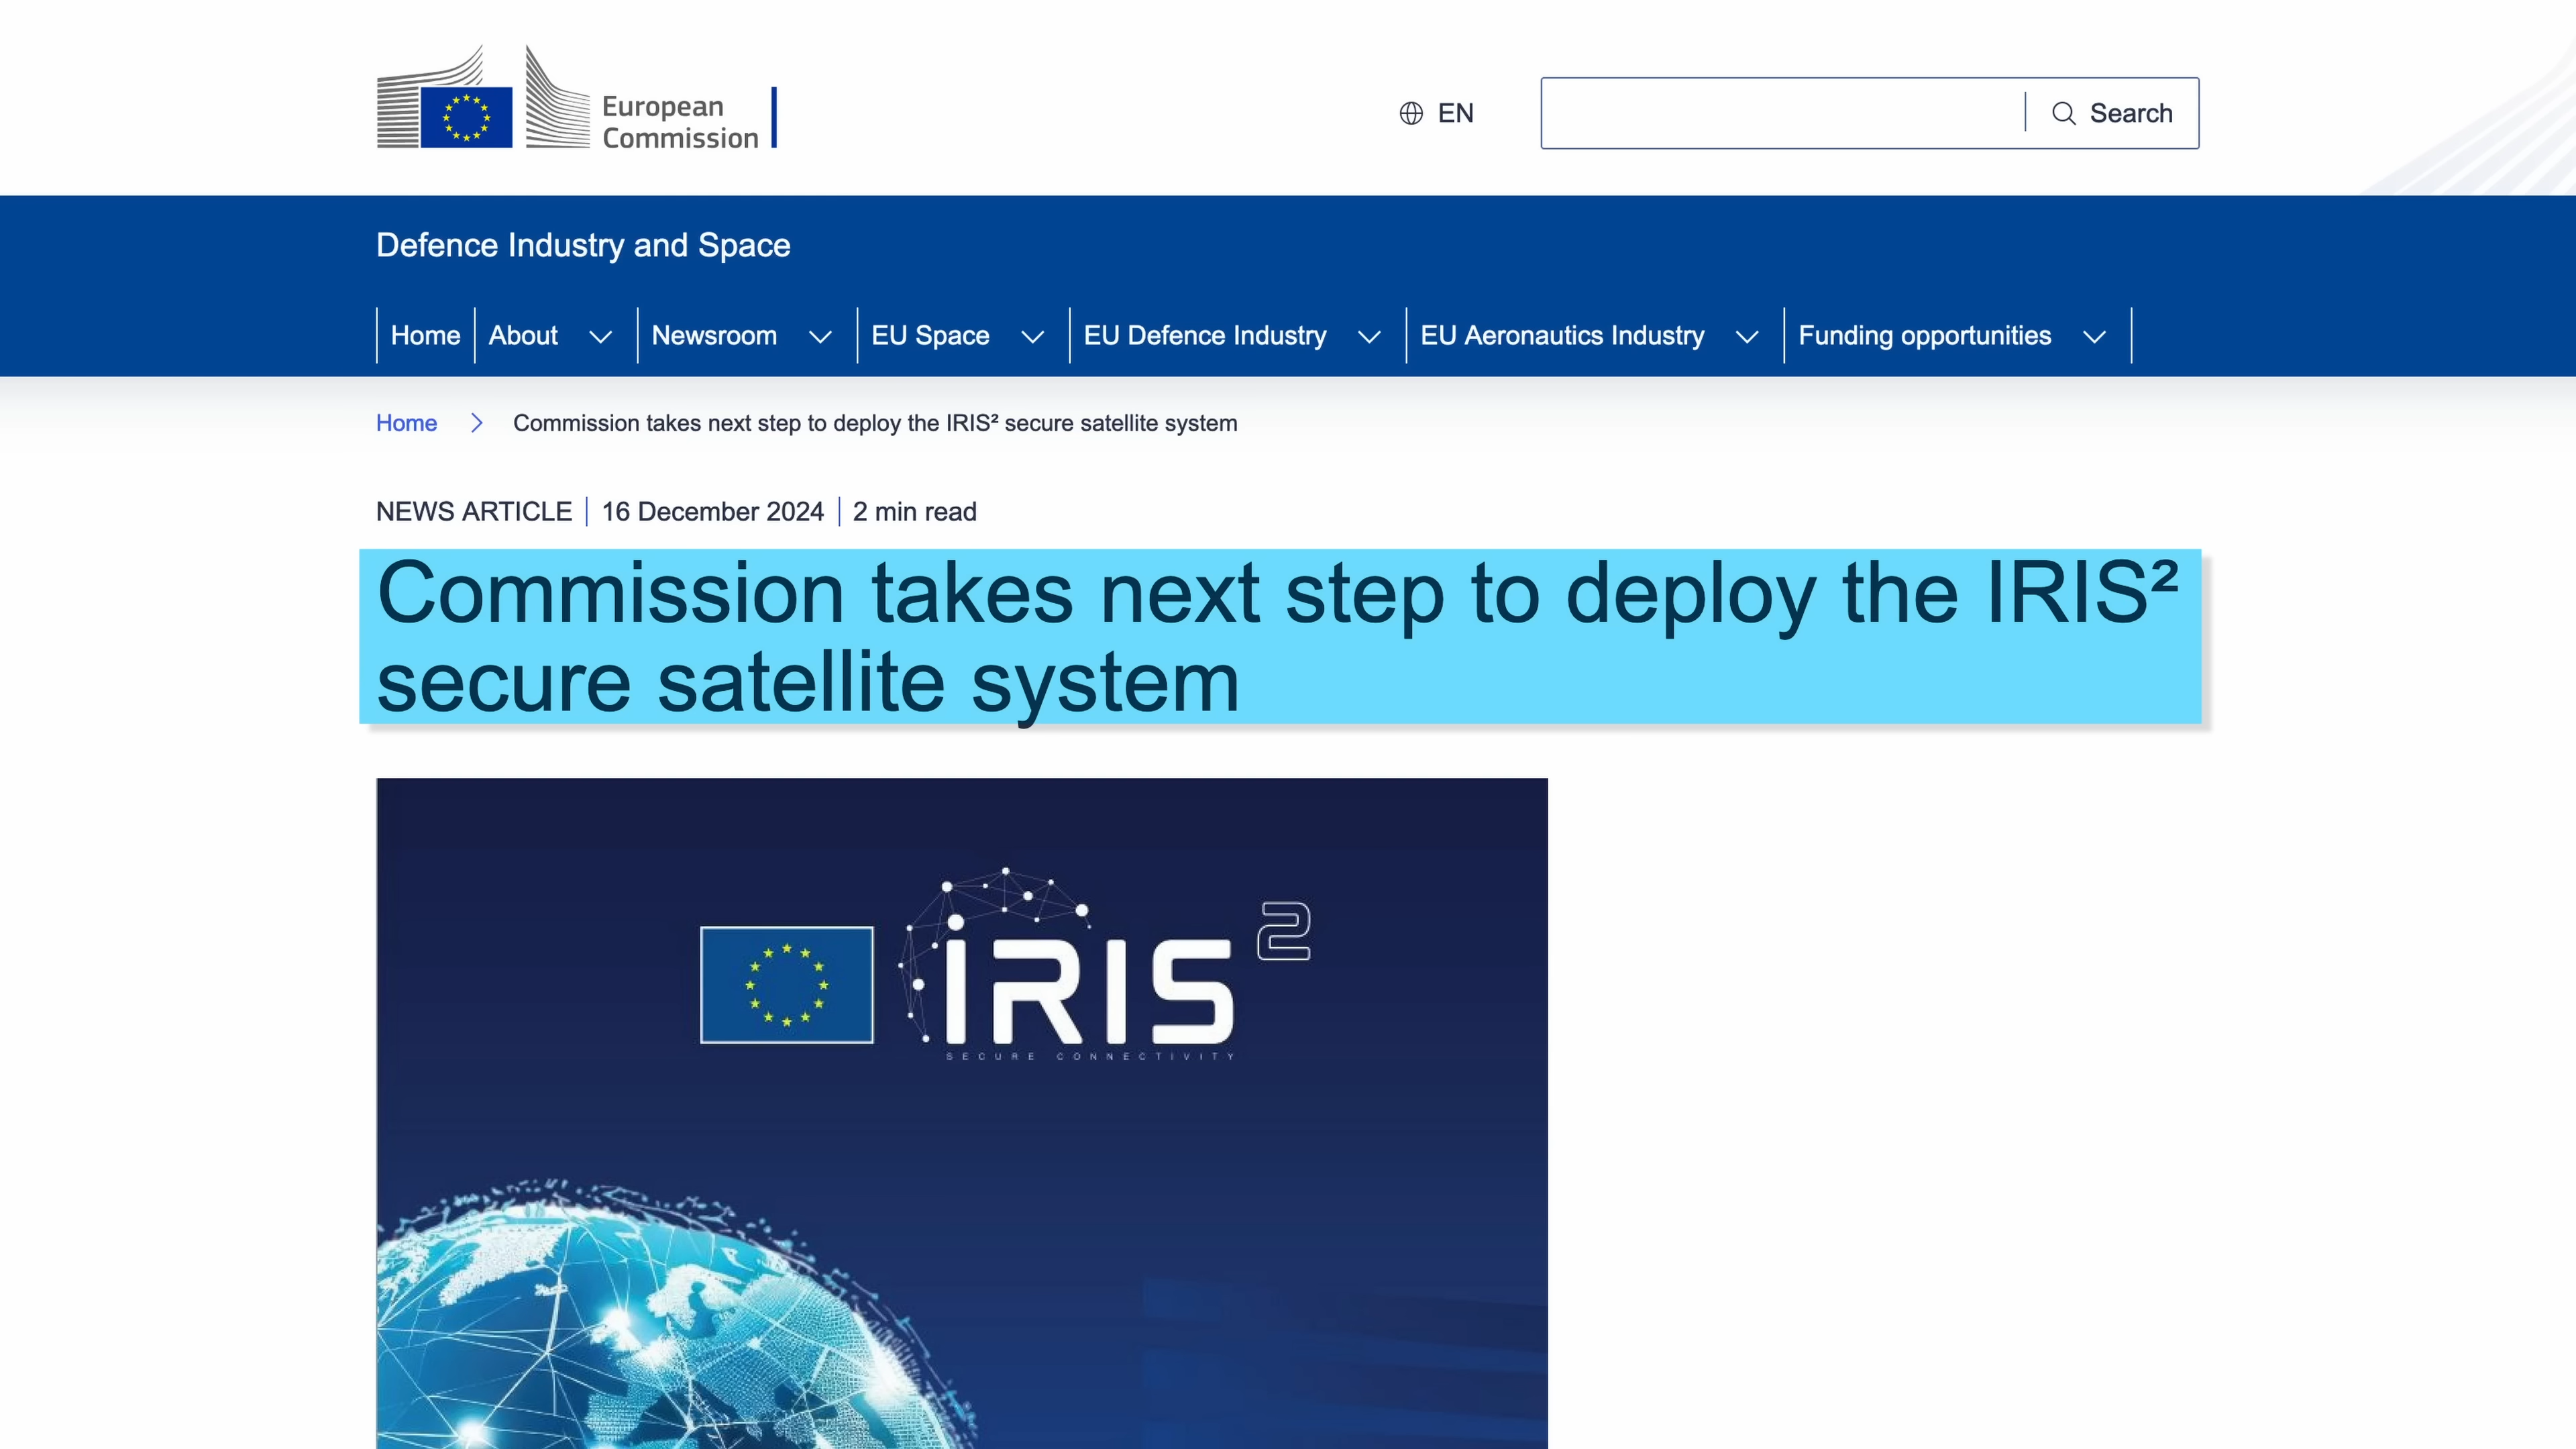 European
Commission
EN
Search
Defence Industry and Space
Home
About
Newsroom
EU Space
EU Defence Industry
EU Aeronautics Industry
Funding opportunities
Home
Commission takes next step to deploy the IRIS² secure satellite system
NEWS ARTICLE
16 December 2024
2 min read
Commission takes next step to deploy the IRIS²
secure satellite system
IRIS²
SECURE CONNECTIVITY